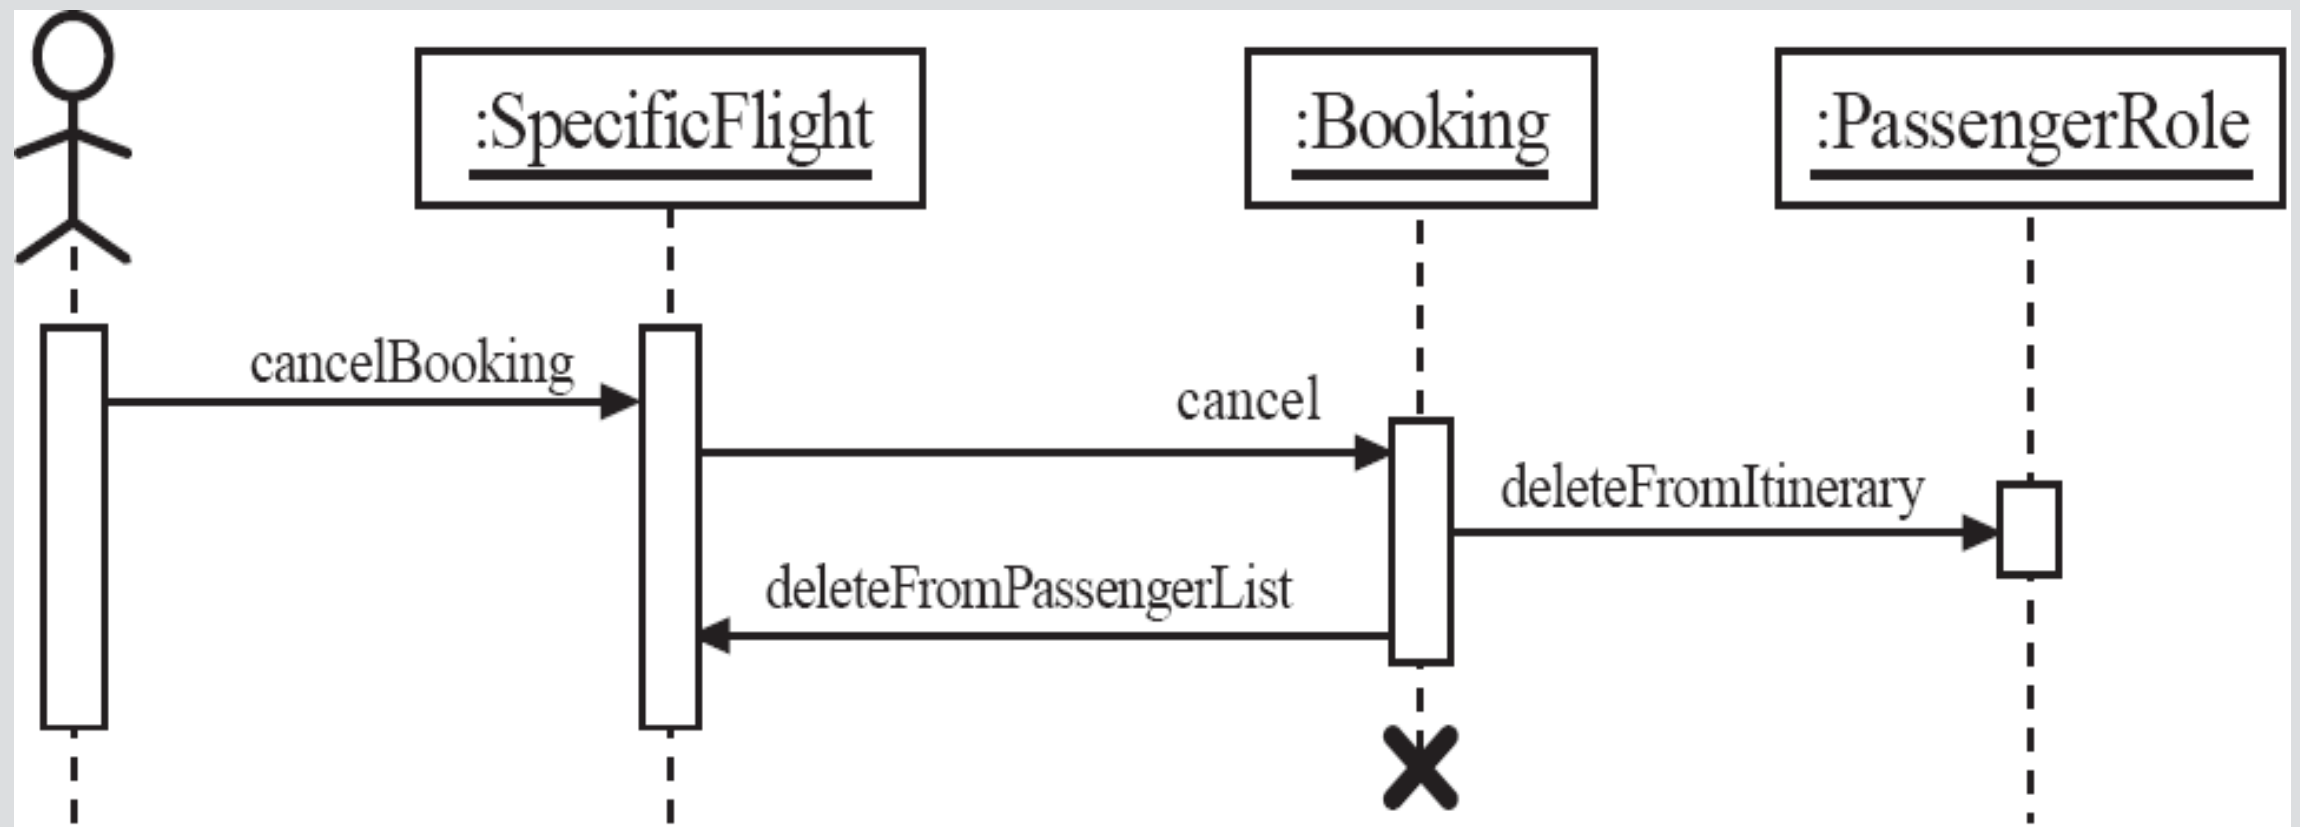 :SpecificFlight
:Booking
:PassengerRole
cancelBooking
cancel
deleteFromItinerary
deleteFromPassengerList